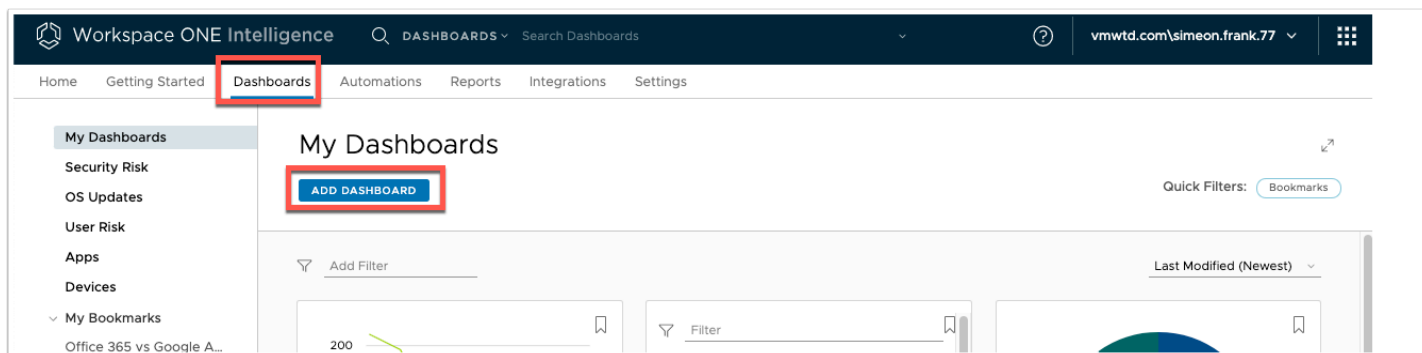 Workspace ONE Intelligence DASHBOARDS Search Dashboards vmwtd.com\simeon.frank.77
Home Getting Started Dashboards Automations Reports Integrations Settings
My Dashboards
Security Risk
OS Updates
User Risk
Apps
Devices
My Bookmarks
Office 365 vs Google A...
My Dashboards
ADD DASHBOARD
Quick Filters: Bookmarks
Add Filter
Last Modified (Newest)
200
Filter